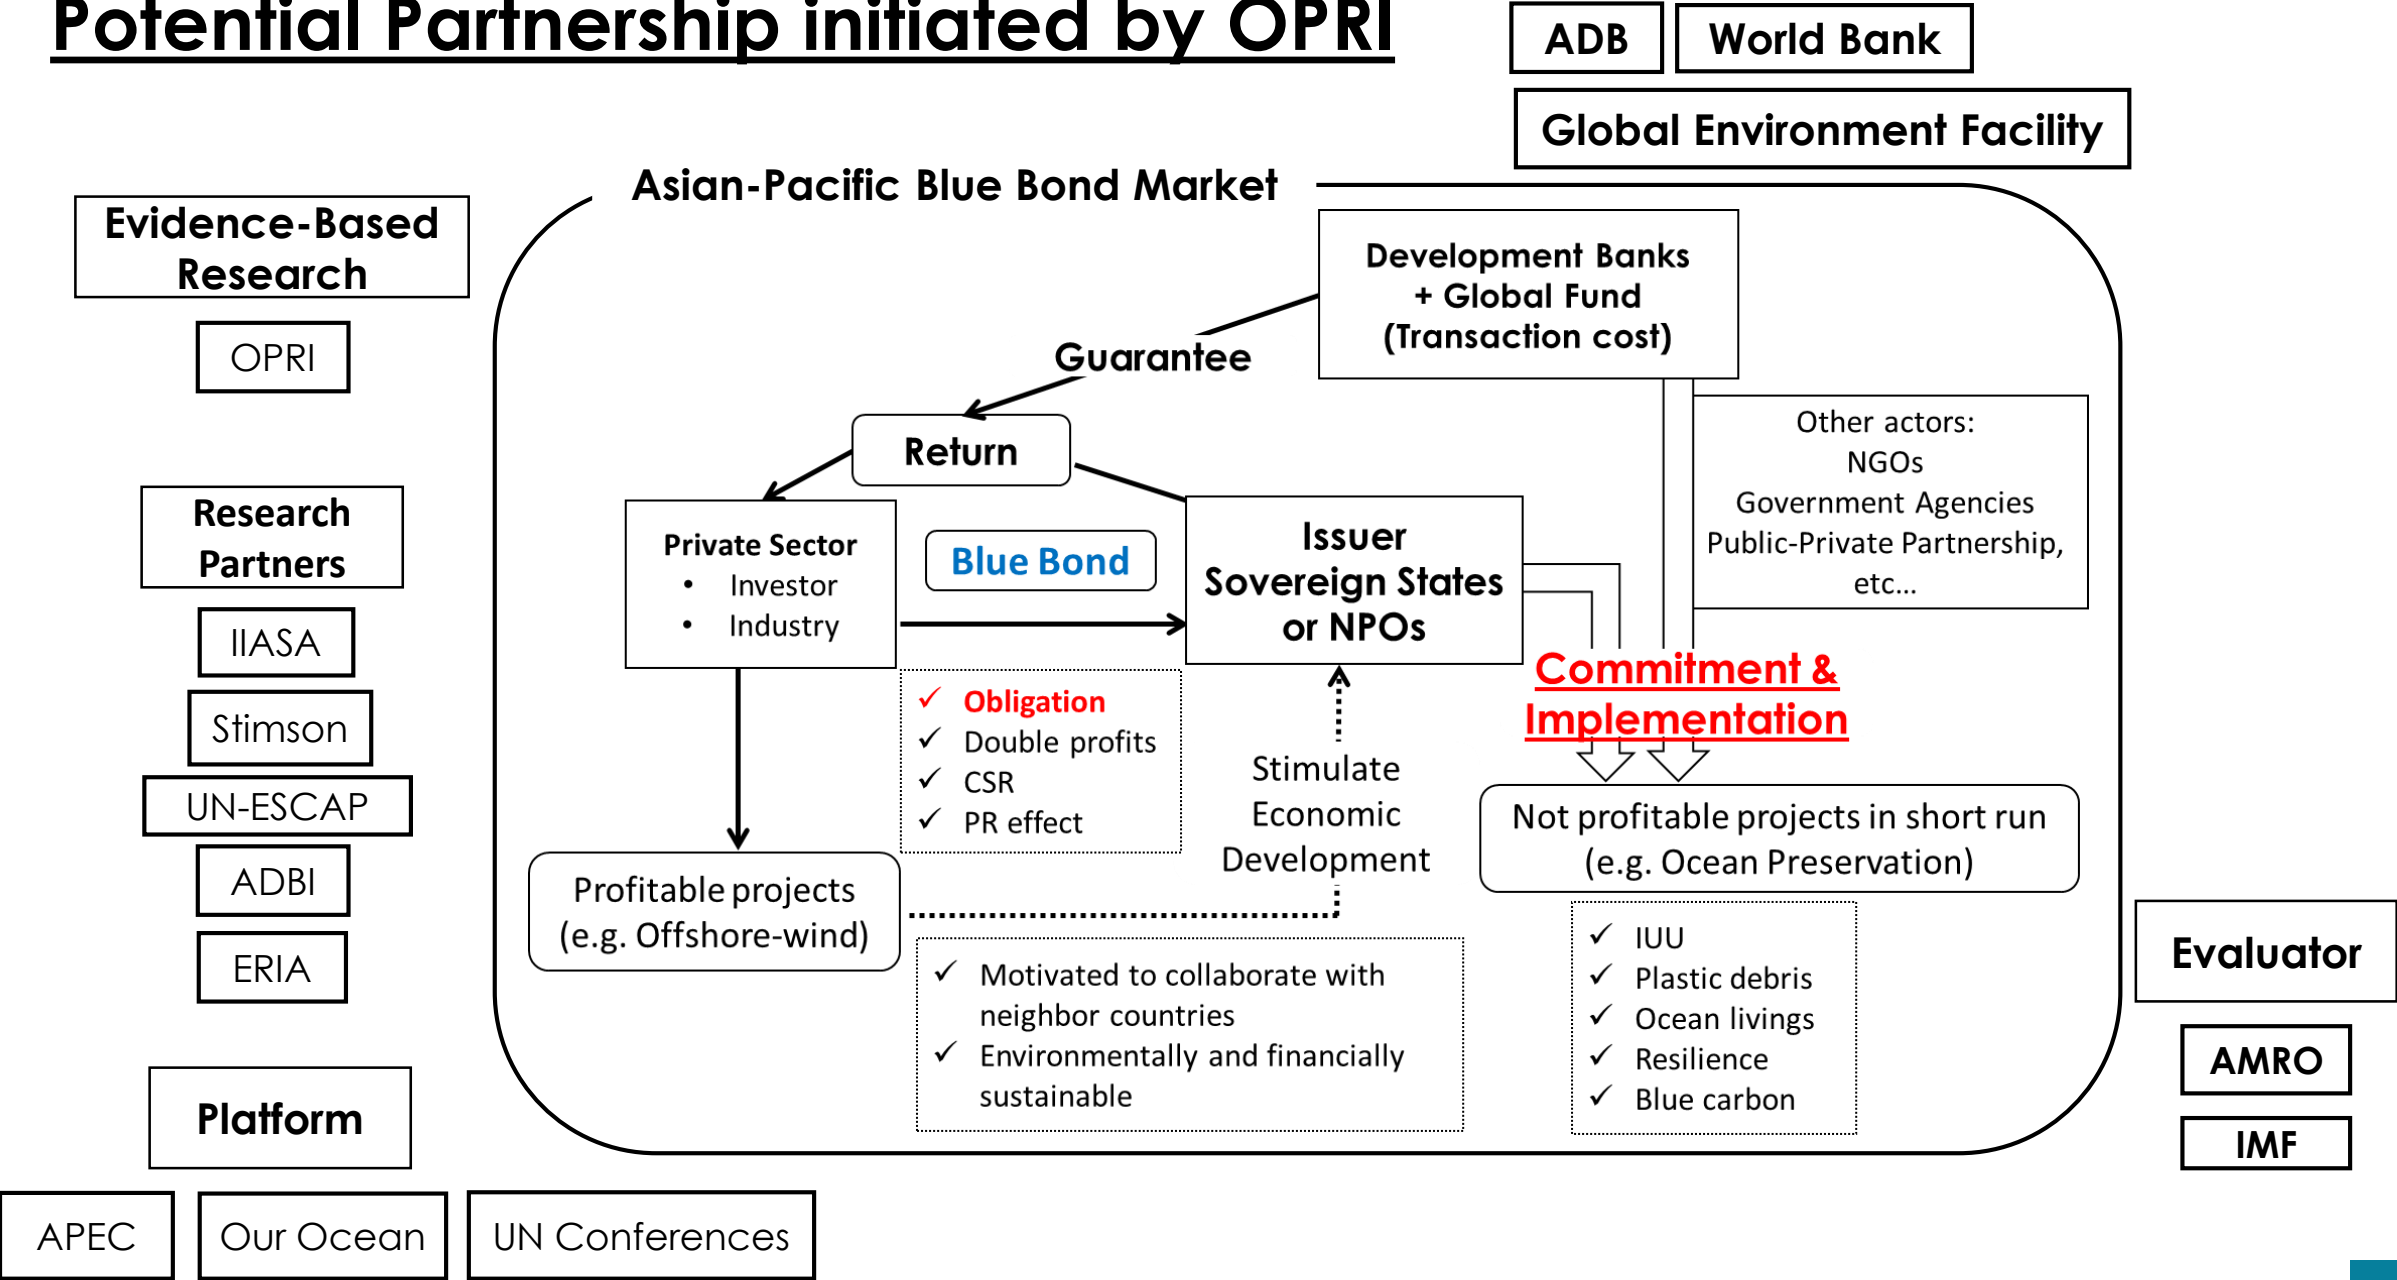 Potential Partnership initiated by OPRI
ADB
World Bank
Global Environment Facility
Asian-Pacific Blue Bond Market
Evidence-Based
Research
OPRI
Research
Partners
IIASA
Stimson
UN-ESCAP
ADBI
ERIA
Platform
APEC
Our Ocean
UN Conferences
Development Banks
+ Global Fund
(Transaction cost)
Guarantee
Return
Other actors:
NGOs
Government Agencies
Public-Private Partnership,
etc...
Private Sector
• Investor
• Industry
Blue Bond
Issuer
Sovereign States
or NPOs
✓ Obligation
✓ Double profits
✓ CSR
✓ PR effect
Commitment &
Implementation
Stimulate
Economic
Development
Not profitable projects in short run
(e.g. Ocean Preservation)
Profitable projects
(e.g. Offshore-wind)
✓ Motivated to collaborate with
neighbor countries
✓ Environmentally and financially
sustainable
✓ IUU
✓ Plastic debris
✓ Ocean livings
✓ Resilience
✓ Blue carbon
Evaluator
AMRO
IMF